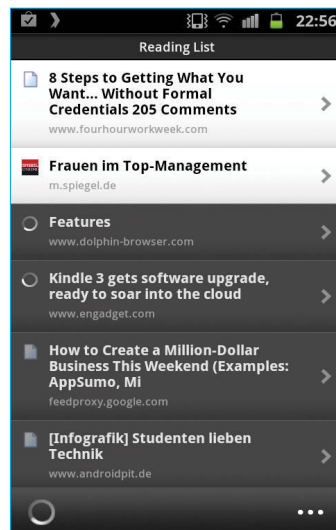 22:56
Reading List
8 Steps to Getting What You
Want... Without Formal
Credentials 205 Comments
www.fourhourworkweek.com
Frauen im Top-Management
m.spiegel.de
Features
www.dolphin-browser.com
Kindle 3 gets software upgrade,
ready to soar into the cloud
www.engadget.com
How to Create a Million-Dollar
Business This Weekend (Examples:
AppSumo, Mi
feedproxy.google.com
[Infografik] Studenten lieben
Technik
www.androidpit.de